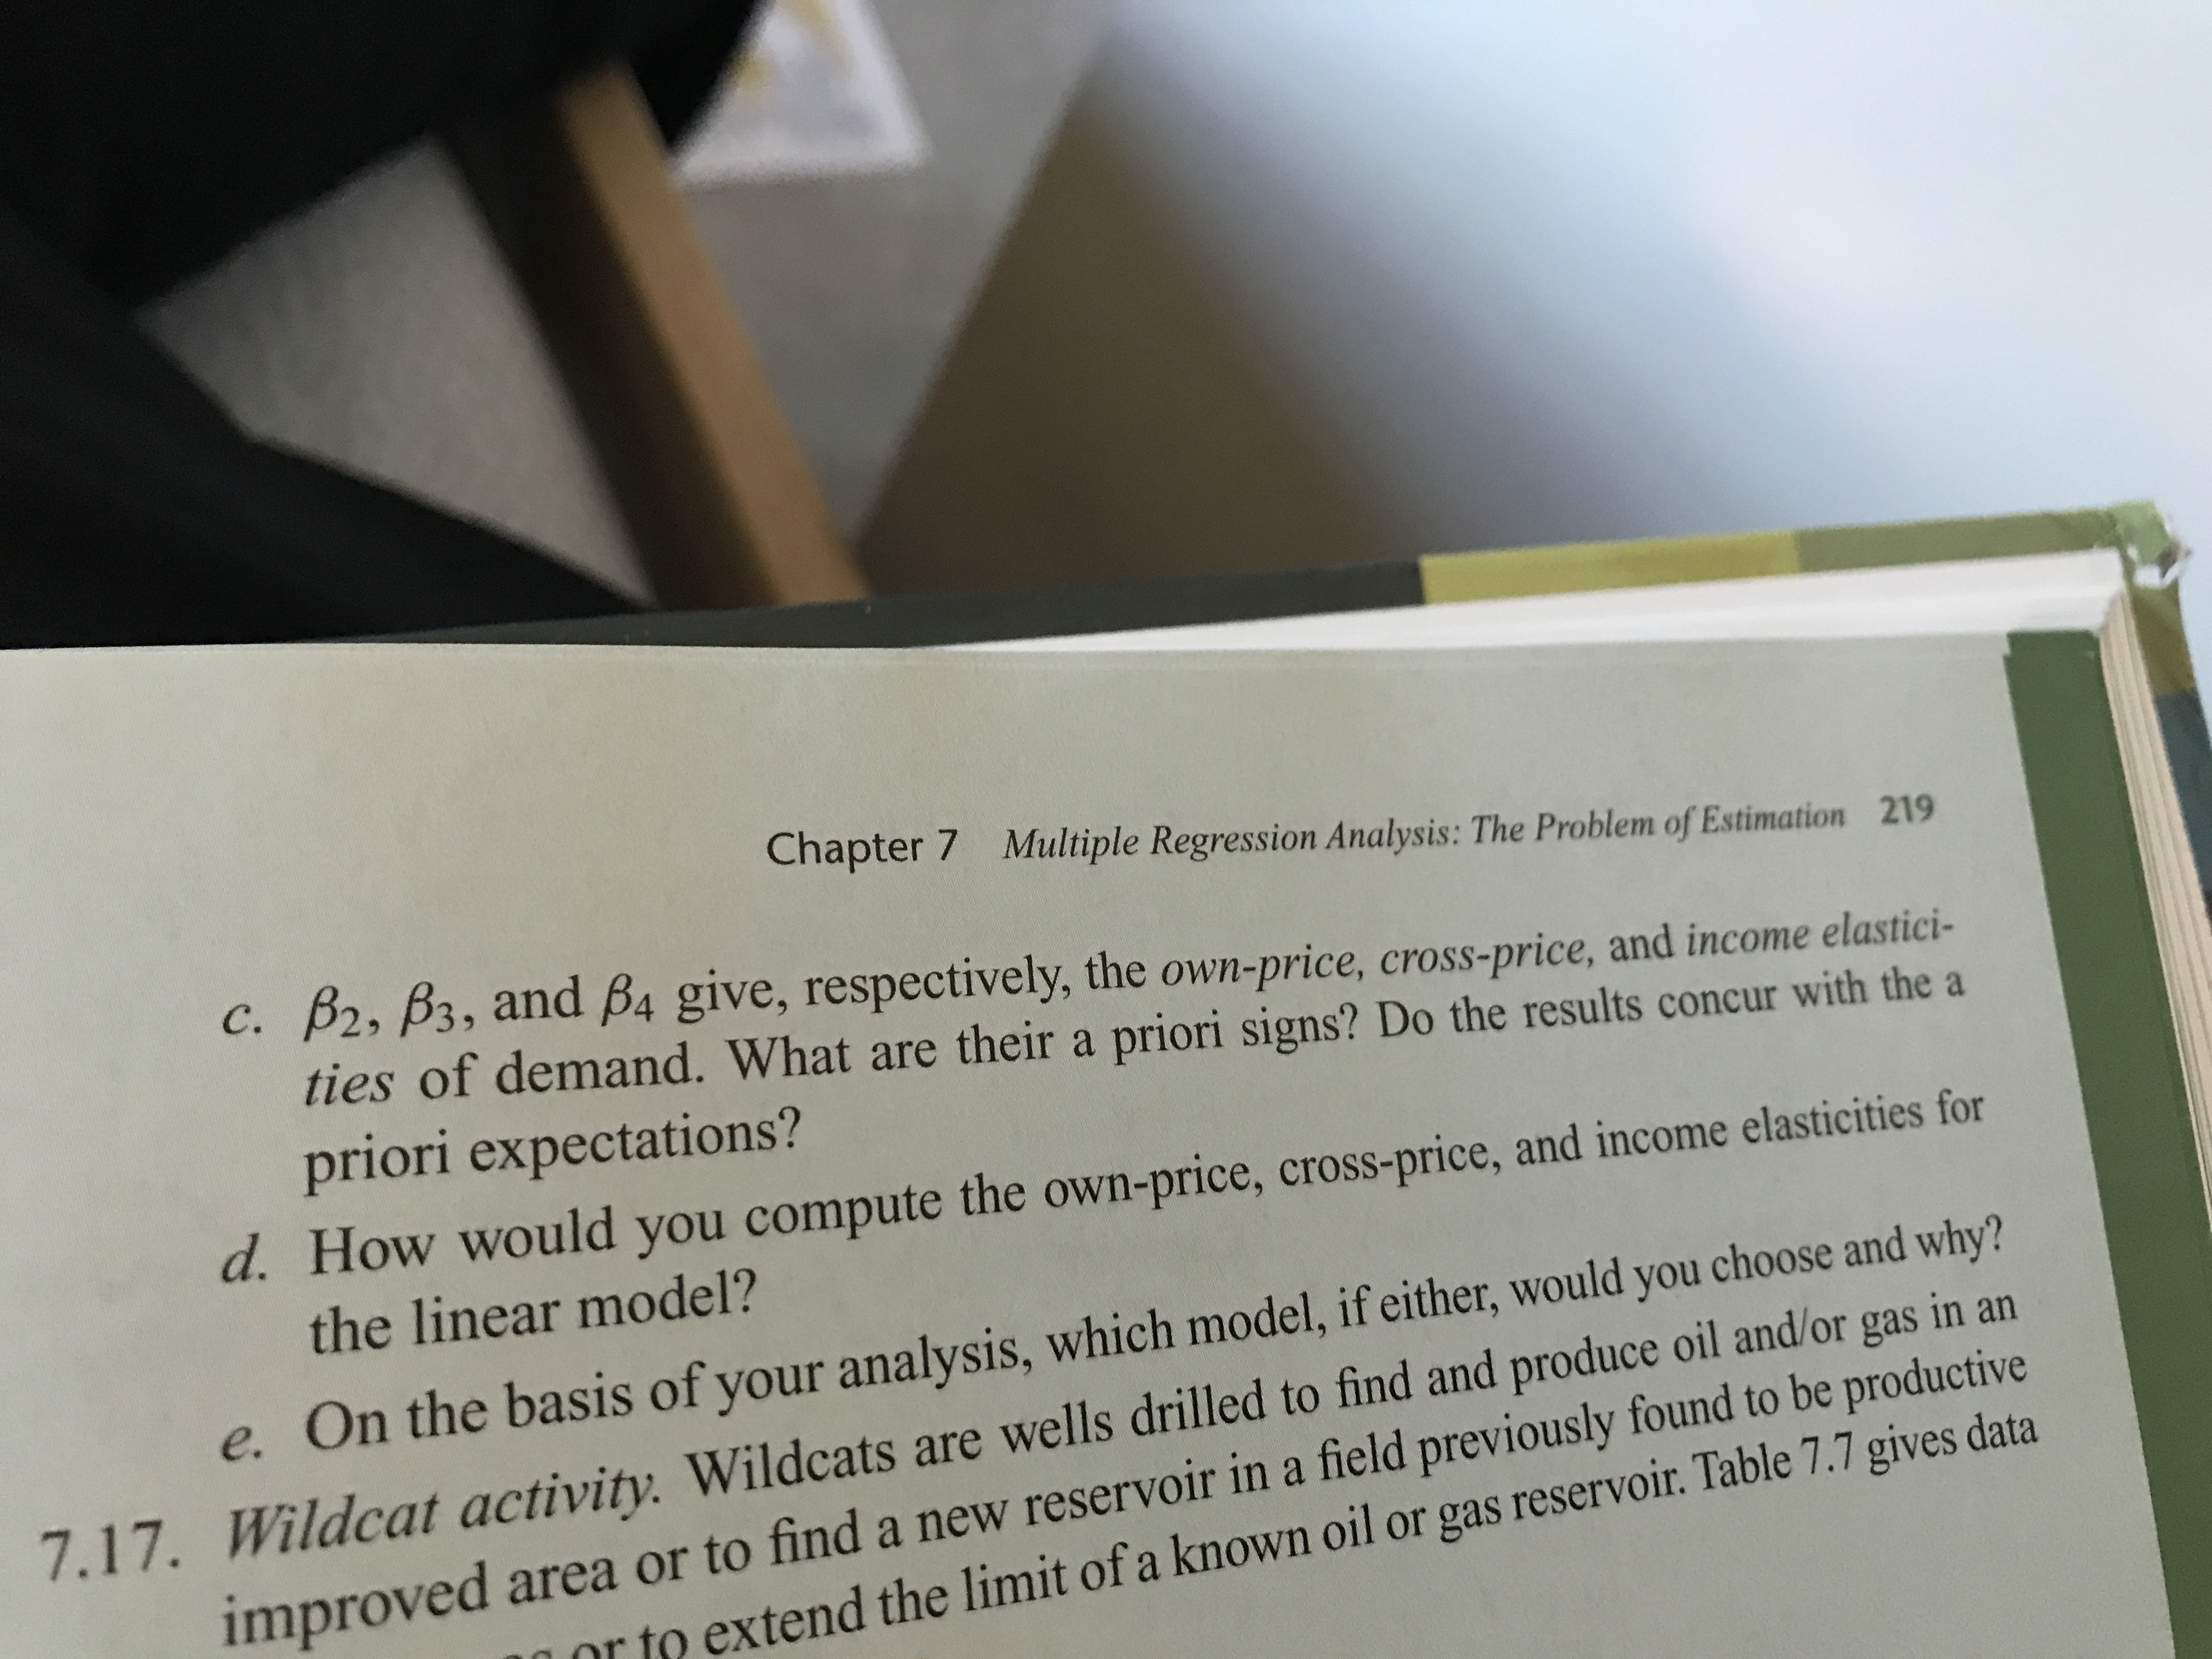 Chapter 7 Multiple Regression Analysis: The Problem of Estimation 219
c. β2, β3, and β4 give, respectively, the own-price, cross-price, and income elastici-
ties of demand. What are their a priori signs? Do the results concur with the a
priori expectations?
d. How would you compute the own-price, cross-price, and income elasticities for
the linear model?
e. On the basis of your analysis, which model, if either, would you choose and why?
7.17. Wildcat activity. Wildcats are wells drilled to find and produce oil and/or gas in an
improved area or to find a new reservoir in a field previously found to be productive
or to extend the limit of a known oil or gas reservoir. Table 7.7 gives data